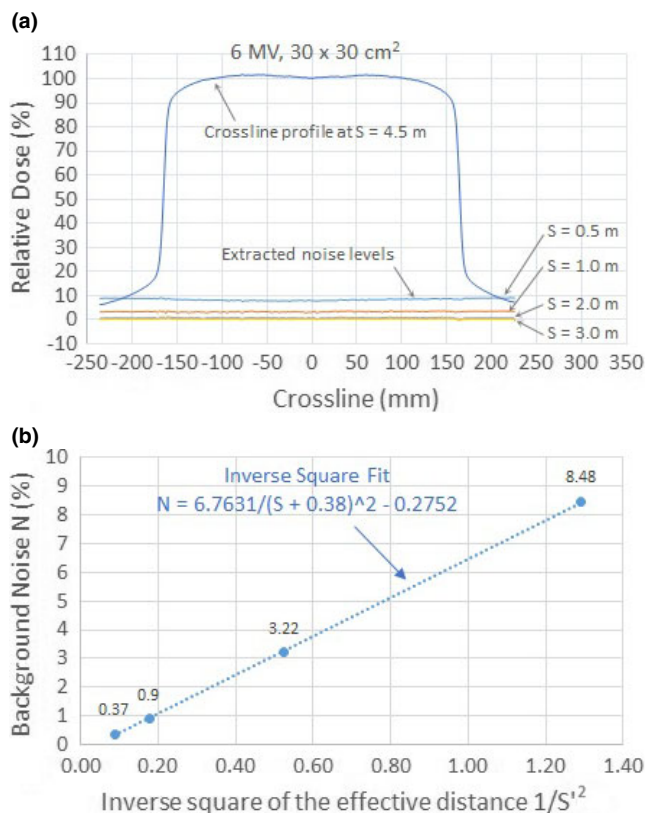 (a)
6 MV, 30 x 30 cm²
110
100
90
80
70
60
50
40
30
20
10
0
-10
Relative Dose (%)
Crossline profile at S = 4.5 m
Extracted noise levels
S = 0.5 m
S = 1.0 m
S = 2.0 m
S = 3.0 m
-250 -200 -150 -100 -50 0 50 100 150 200 250 300 350
Crossline (mm)
(b)
10
9
8
7
6
5
4
3
2
1
0
Background Noise N (%)
Inverse Square Fit
N = 6.7631/(S + 0.38)^2 - 0.2752
8.48
3.22
0.9
0.37
0.00 0.20 0.40 0.60 0.80 1.00 1.20 1.40
Inverse square of the effective distance 1/S'²